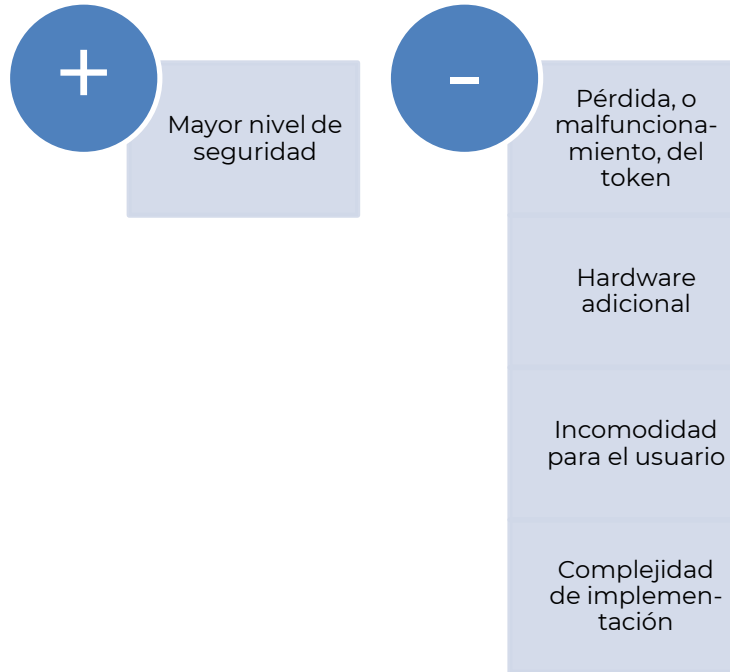 +
Mayor nivel de
seguridad
-
Pérdida, o
malfunciona-
miento, del
token
Hardware
adicional
Incomodidad
para el usuario
Complejidad
de implemen-
tación